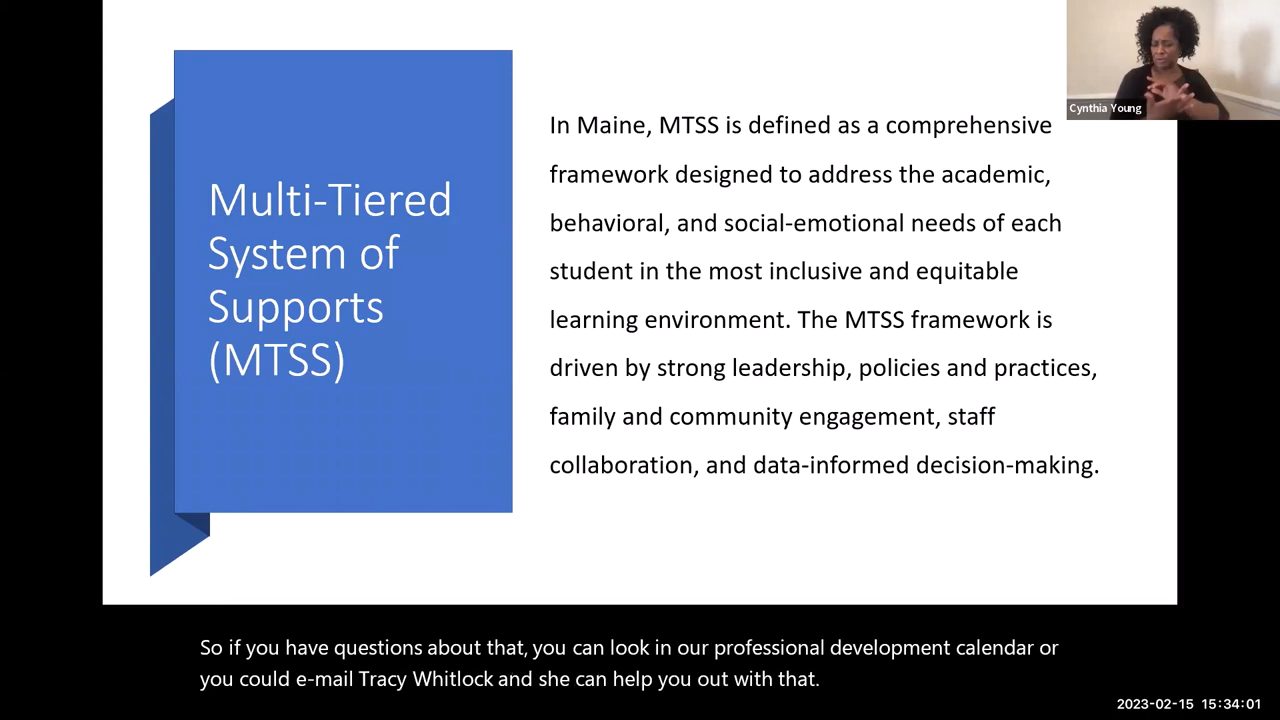 Multi-Tiered
System of
Supports
(MTSS)
In Maine, MTSS is defined as a comprehensive
framework designed to address the academic,
behavioral, and social-emotional needs of each
student in the most inclusive and equitable
learning environment. The MTSS framework is
driven by strong leadership, policies and practices,
family and community engagement, staff
collaboration, and data-informed decision-making.
Cynthia Young
So if you have questions about that, you can look in our professional development calendar or
you could e-mail Tracy Whitlock and she can help you out with that.
2023-02-15 15:34:01